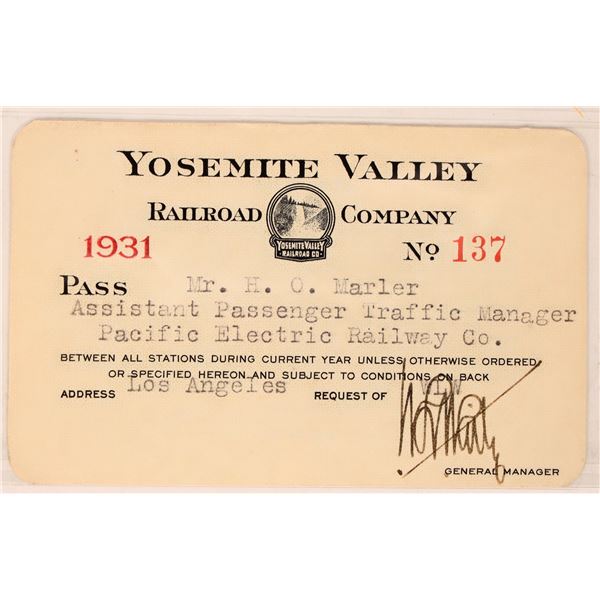 YOSEMITE VALLEY
RAILROAD COMPANY
YOSEMITE VALLEY
RAILROAD CO.
1931 No 137
PASS Mr. H. O. Marler
Assistant Passenger Traffic Manager
Pacific Electric Railway Co.
BETWEEN ALL STATIONS DURING CURRENT YEAR UNLESS OTHERWISE ORDERED
OR SPECIFIED HEREON AND SUBJECT TO CONDITIONS ON BACK
ADDRESS Los Angeles REQUEST OF WLW
GENERAL MANAGER